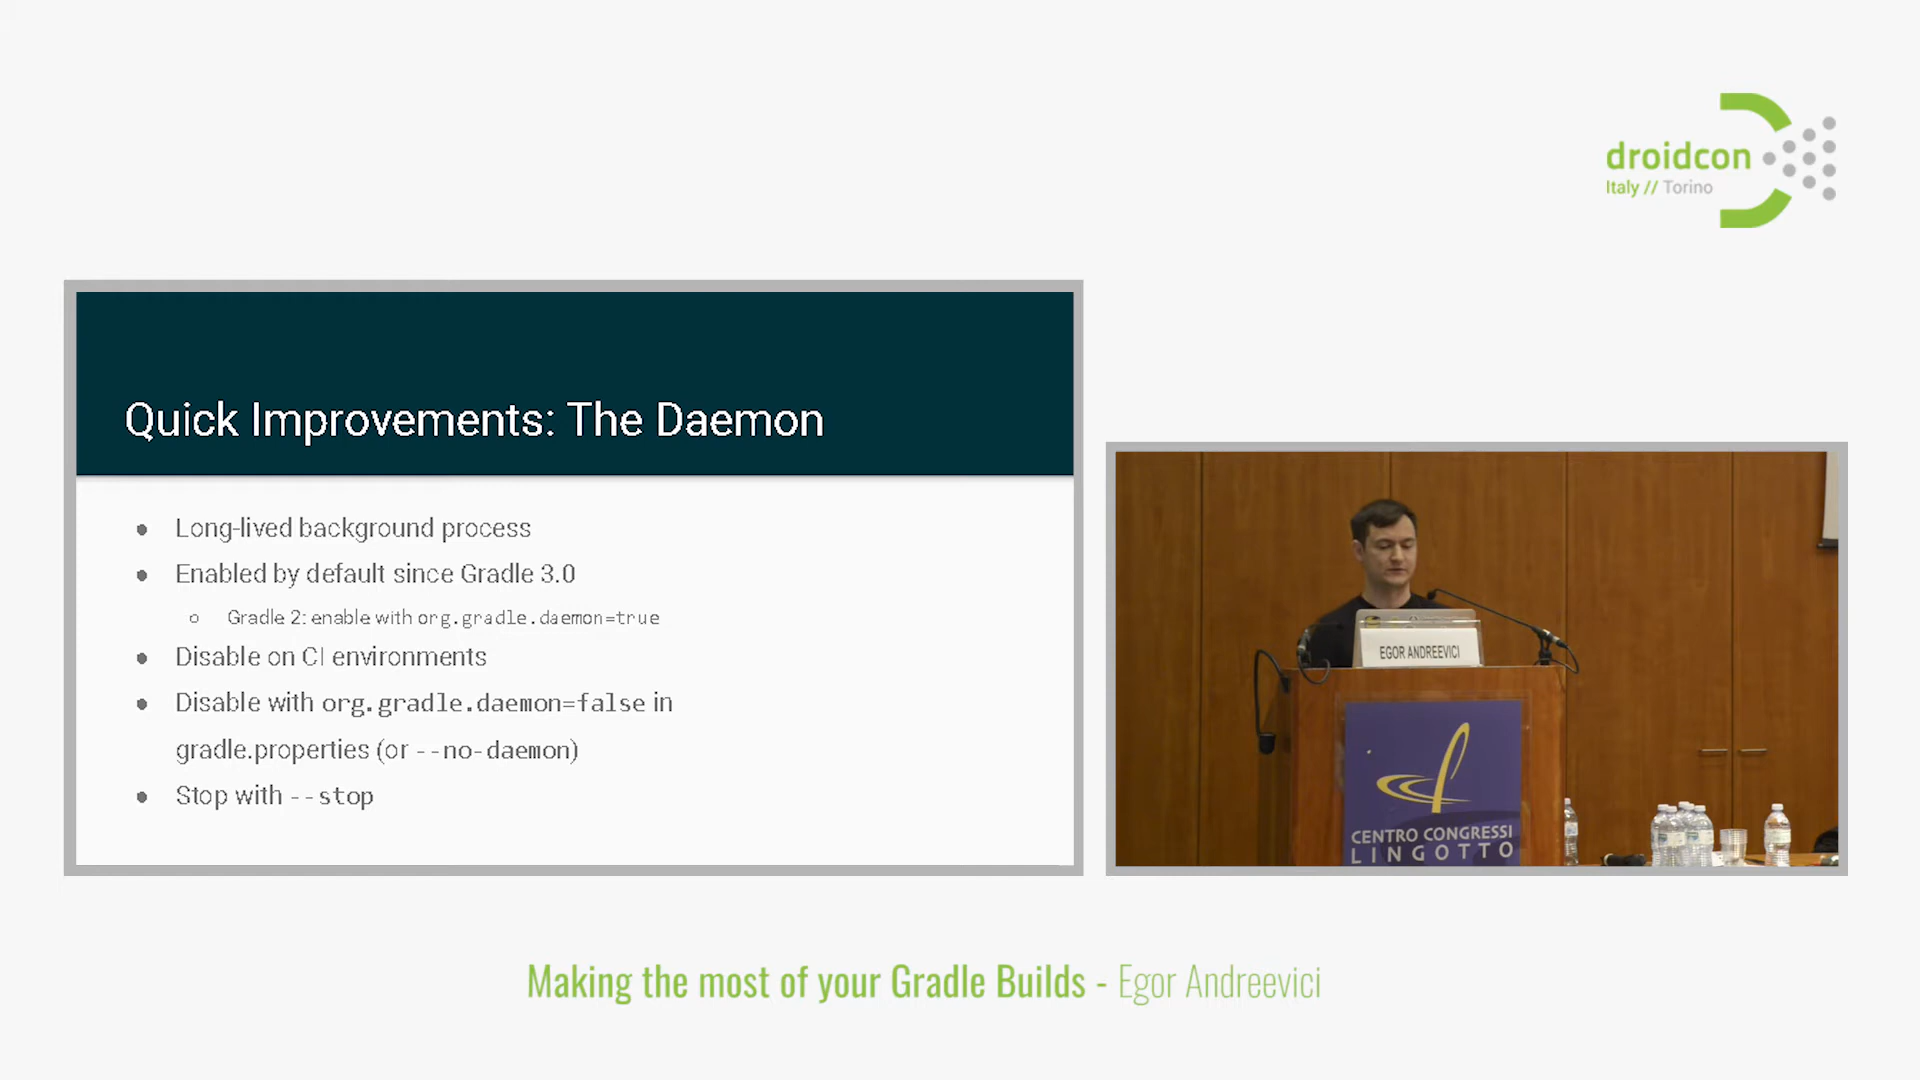 droidcon
Italy // Torino
Quick Improvements: The Daemon
● Long-lived background process
● Enabled by default since Gradle 3.0
○ Gradle 2: enable with org.gradle.daemon=true
● Disable on CI environments
● Disable with org.gradle.daemon=false in
gradle.properties (or --no-daemon)
● Stop with --stop
EGOR ANDREEVICI
CENTRO CONGRESSI
LINGOTTO
Making the most of your Gradle Builds - Egor Andreevici